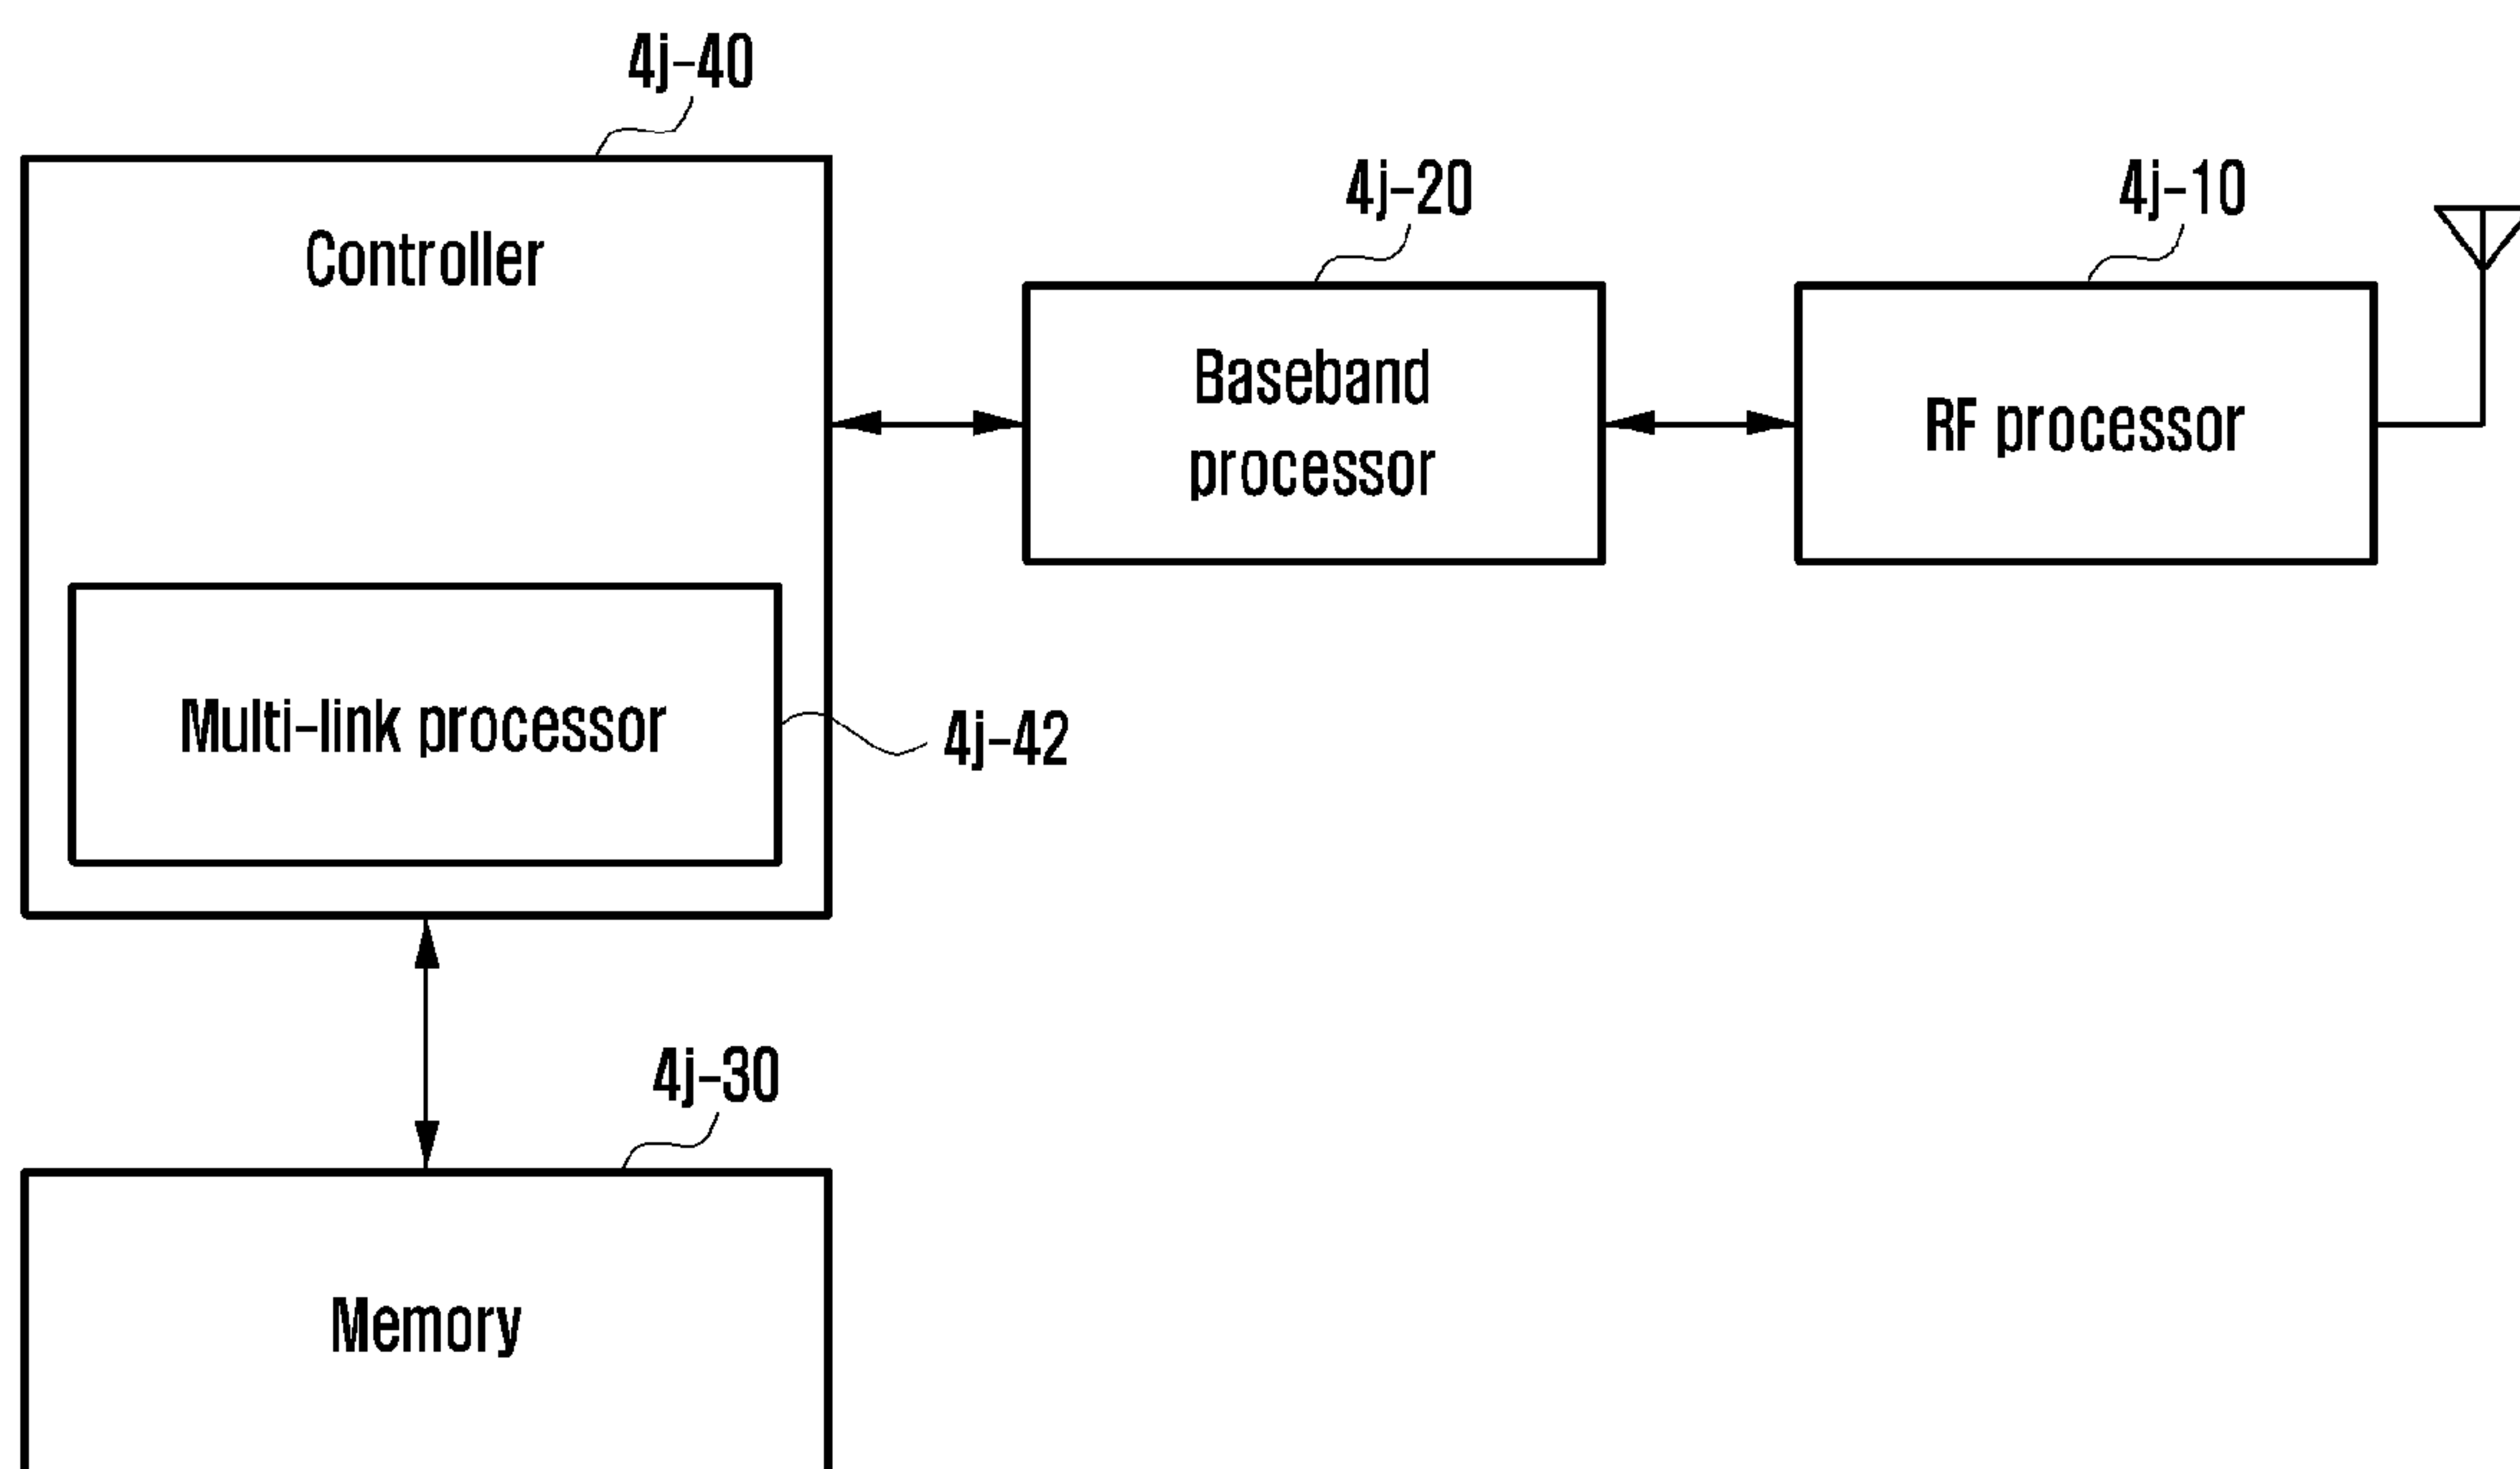 4j-40
4j-20
4j-10
Controller
Baseband
processor
RF processor
Multi-link processor
4j-42
4j-30
Memory